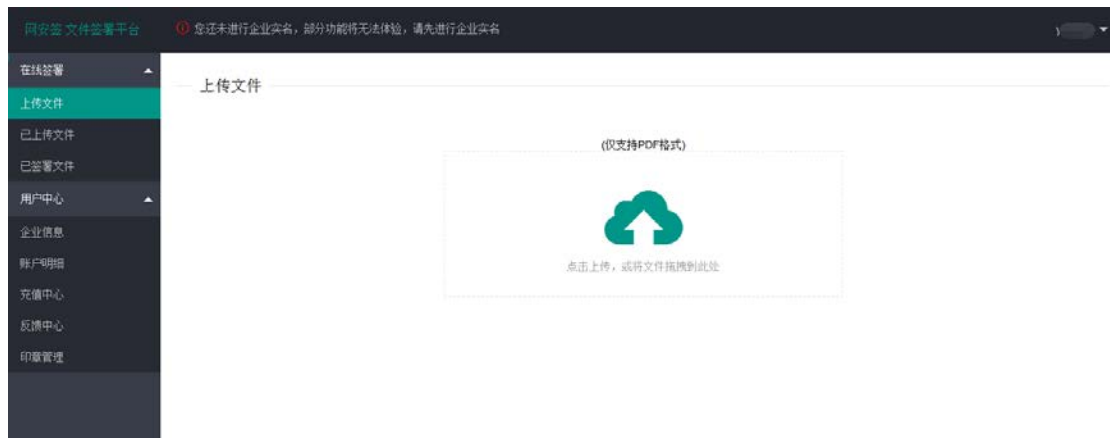 网安签 文件签署平台
您还未进行企业实名，部分功能将无法体验，请先进行企业实名
在线签署
上传文件
已上传文件
已签署文件
用户中心
企业信息
账户明细
充值中心
反馈中心
印章管理
上传文件
(仅支持PDF格式)
点击上传，或将文件拖拽到此处